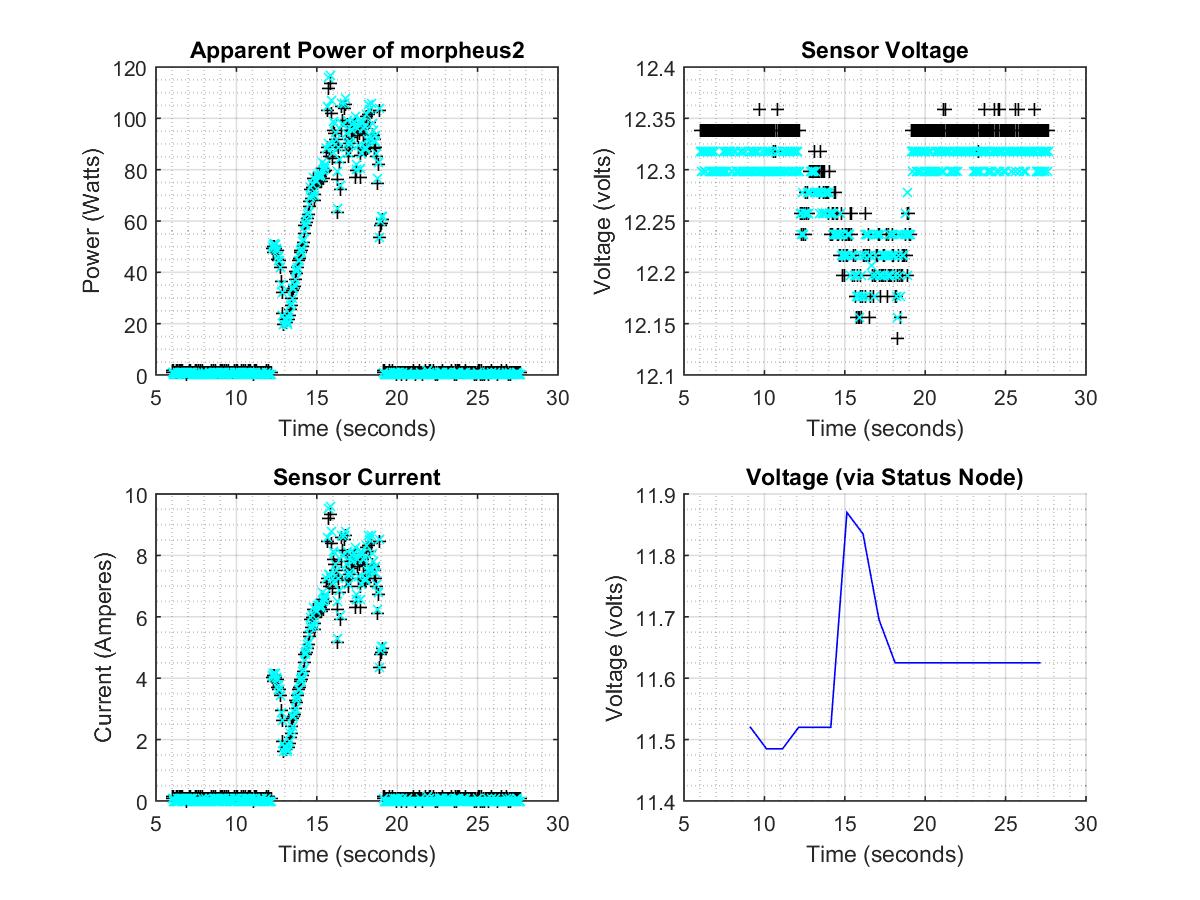 Apparent Power of morpheus2
120
100
80
60
40
20
0
Power (Watts)
5 10 15 20 25 30
Time (seconds)
Sensor Voltage
12.4
12.35
12.3
12.25
12.2
12.15
12.1
Voltage (volts)
5 10 15 20 25 30
Time (seconds)
Sensor Current
10
8
6
4
2
0
Current (Amperes)
5 10 15 20 25 30
Time (seconds)
Voltage (via Status Node)
11.9
11.8
11.7
11.6
11.5
11.4
Voltage (volts)
5 10 15 20 25 30
Time (seconds)